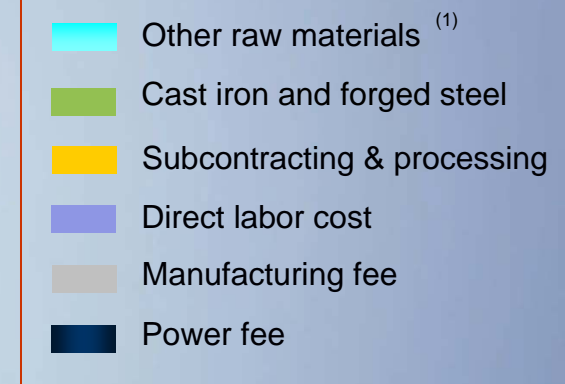 Other raw materials (1)
Cast iron and forged steel
Subcontracting & processing
Direct labor cost
Manufacturing fee
Power fee